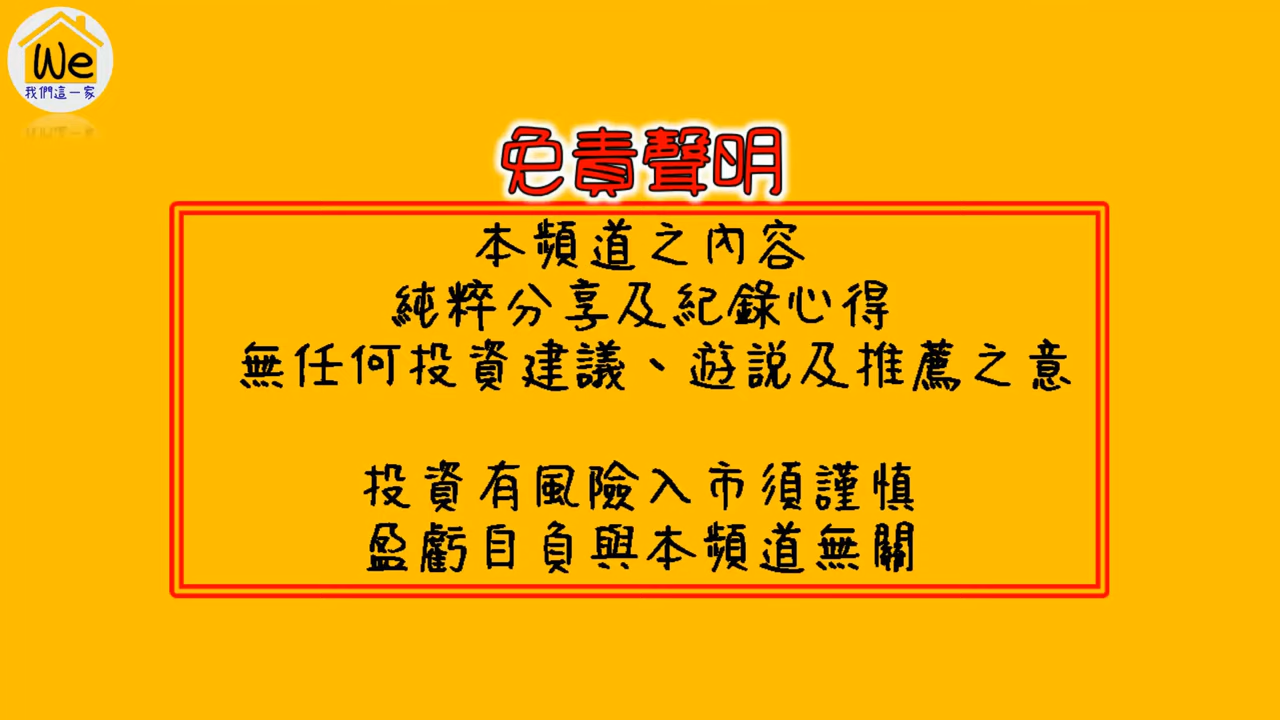 We
我們這一家
免責聲明
本頻道之內容
純粹分享及紀錄心得
無任何投資建議、遊說及推薦之意
投資有風險入市須謹慎
盈虧自負與本頻道無關